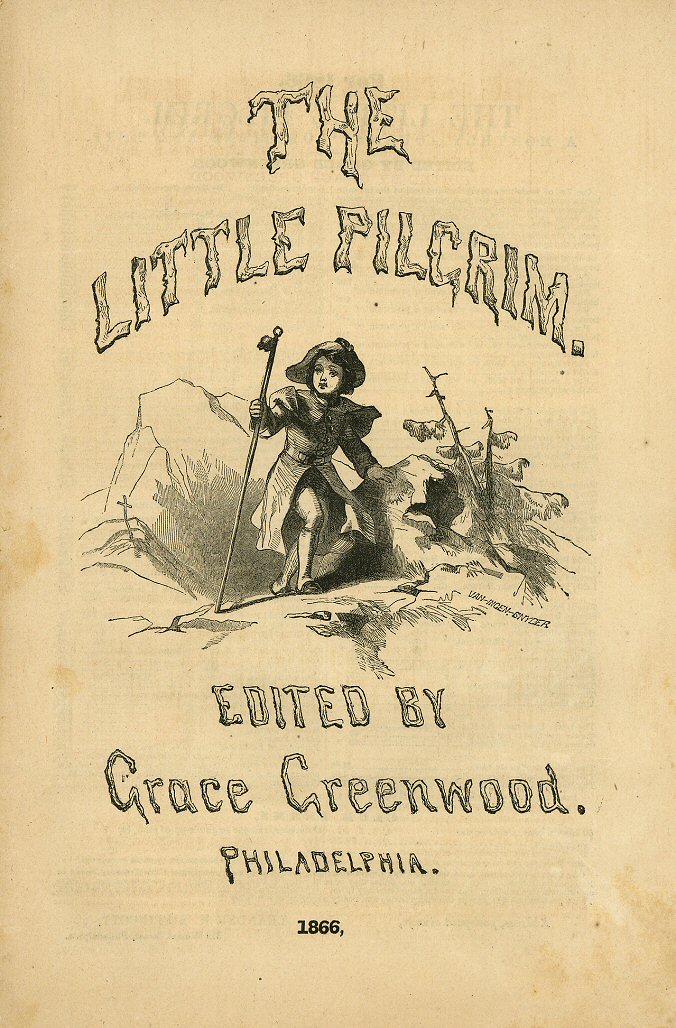 THE
LITTLE PILGRIM.
VAN-INGEN-SNYDER
EDITED BY
Grace Greenwood.
PHILADELPHIA.
1866,